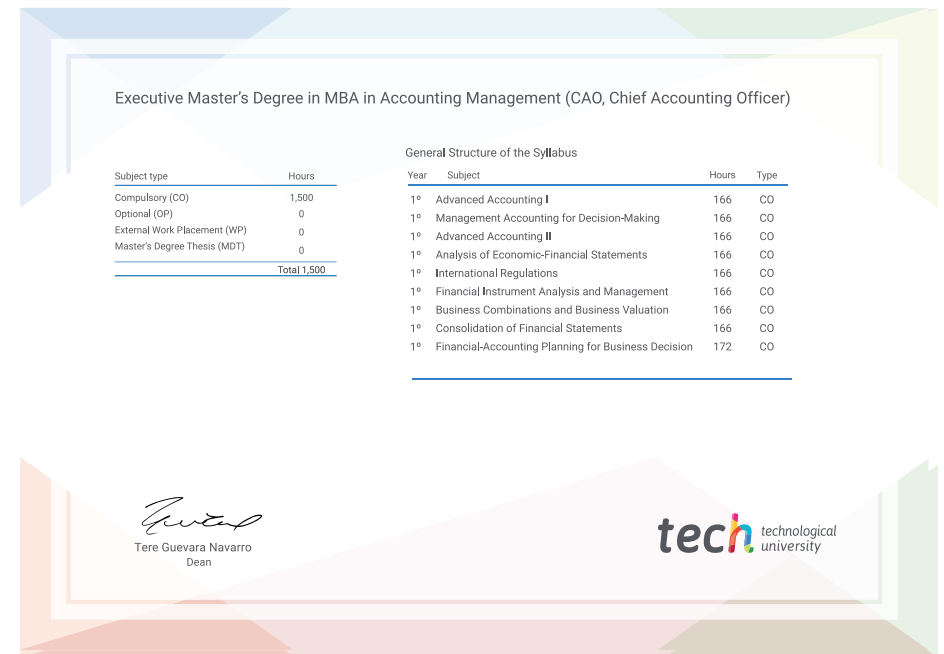 Executive Master's Degree in MBA in Accounting Management (CAO, Chief Accounting Officer)
Subject type Hours
Compulsory (CO) 1,500
Optional (OP) 0
External Work Placement (WP) 0
Master's Degree Thesis (MDT) 0
Total 1,500
General Structure of the Syllabus
Year Subject Hours Type
1º Advanced Accounting I 166 CO
1º Management Accounting for Decision-Making 166 CO
1º Advanced Accounting II 166 CO
1º Analysis of Economic-Financial Statements 166 CO
1º International Regulations 166 CO
1º Financial Instrument Analysis and Management 166 CO
1º Business Combinations and Business Valuation 166 CO
1º Consolidation of Financial Statements 166 CO
1º Financial-Accounting Planning for Business Decision 172 CO
Tere Guevara Navarro
Dean
tech technological
university